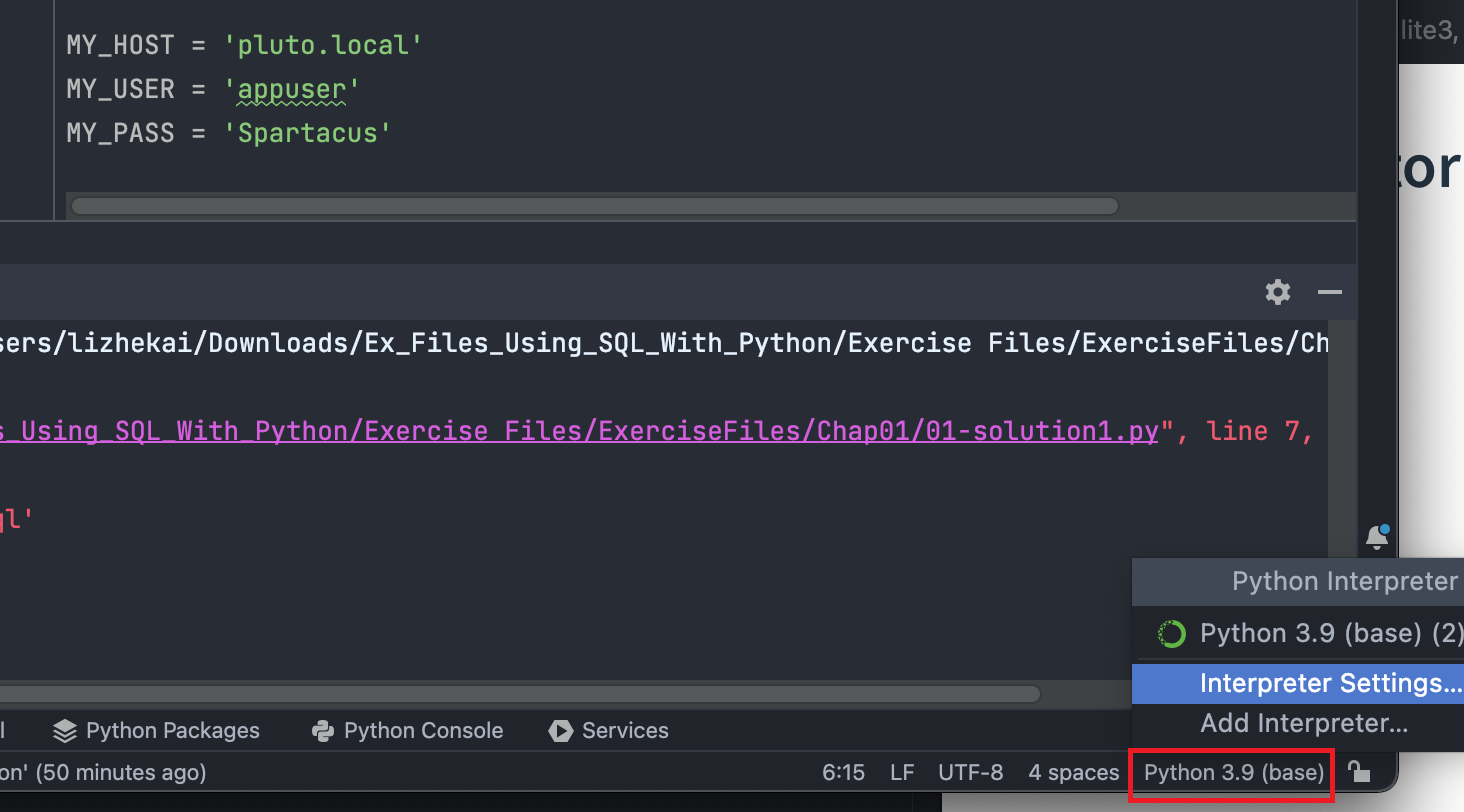 lite3,
MY_HOST = 'pluto.local'
MY_USER = 'appuser'
MY_PASS = 'Spartacus'
tor
sers/lizhekai/Downloads/Ex_Files_Using_SQL_With_Python/Exercise Files/ExerciseFiles/Ch
s_Using_SQL_With_Python/Exercise Files/ExerciseFiles/Chap01/01-solution1.py", line 7,
ql'
Python Interpreter
Python 3.9 (base) (2)
Interpreter Settings...
Add Interpreter...
l Python Packages Python Console Services
on' (50 minutes ago) 6:15 LF UTF-8 4 spaces Python 3.9 (base)